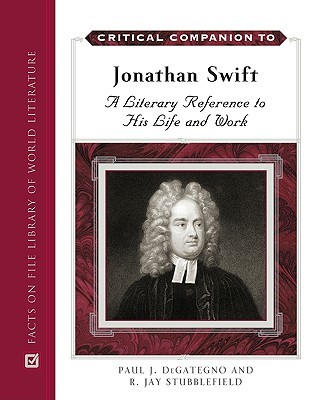 CRITICAL COMPANION TO
Jonathan Swift
A Literary Reference to
His Life and Work
PAUL J. DEGATEGNO AND
R. JAY STUBBLEFIELD
FACTS ON FILE LIBRARY OF WORLD LITERATURE